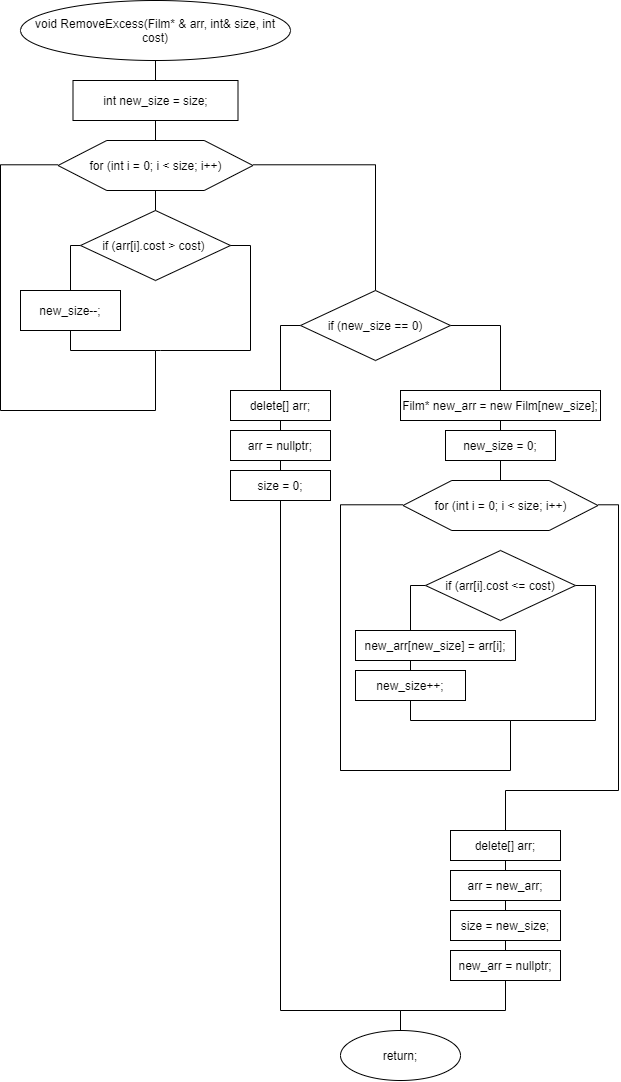 void RemoveExcess(Film* & arr, int& size, int
cost)
int new_size = size;
for (int i = 0; i < size; i++)
if (arr[i].cost > cost)
new_size--;
if (new_size == 0)
delete[] arr;
arr = nullptr;
size = 0;
Film* new_arr = new Film[new_size];
new_size = 0;
for (int i = 0; i < size; i++)
if (arr[i].cost <= cost)
new_arr[new_size] = arr[i];
new_size++;
delete[] arr;
arr = new_arr;
size = new_size;
new_arr = nullptr;
return;